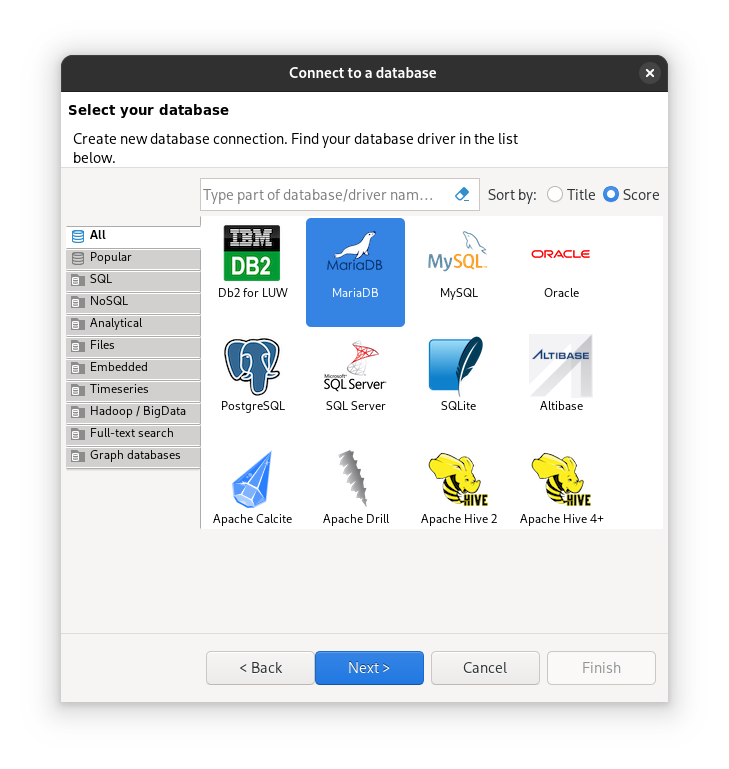 Connect to a database
Select your database
Create new database connection. Find your database driver in the list
below.
Type part of database/driver nam...
Sort by:
Title
Score
All
Popular
SQL
NoSQL
Analytical
Files
Embedded
Timeseries
Hadoop / BigData
Full-text search
Graph databases
IBM
DB2
Db2 for LUW
MariaDB
MariaDB
MySQL
MySQL
ORACLE
Oracle
PostgreSQL
Microsoft
SQL Server
SQL Server
SQLite
ALTIBASE
Altibase
Apache Calcite
Apache Drill
HIVE
Apache Hive 2
HIVE
Apache Hive 4+
< Back
Next >
Cancel
Finish